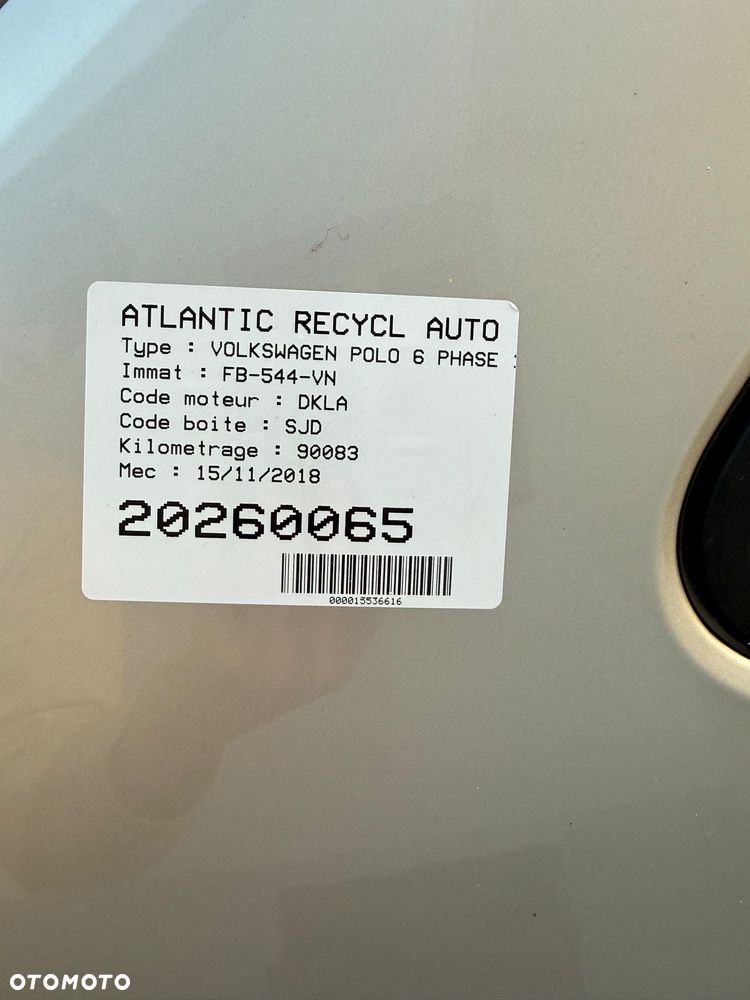 ATLANTIC RECYCL AUTO
Type : VOLKSWAGEN POLO 6 PHASE
Immat : FB-544-VN
Code moteur : DKLA
Code boite : SJD
Kilometrage : 90083
Mec : 15/11/2018
20260065
000015536616
OTOMOTO